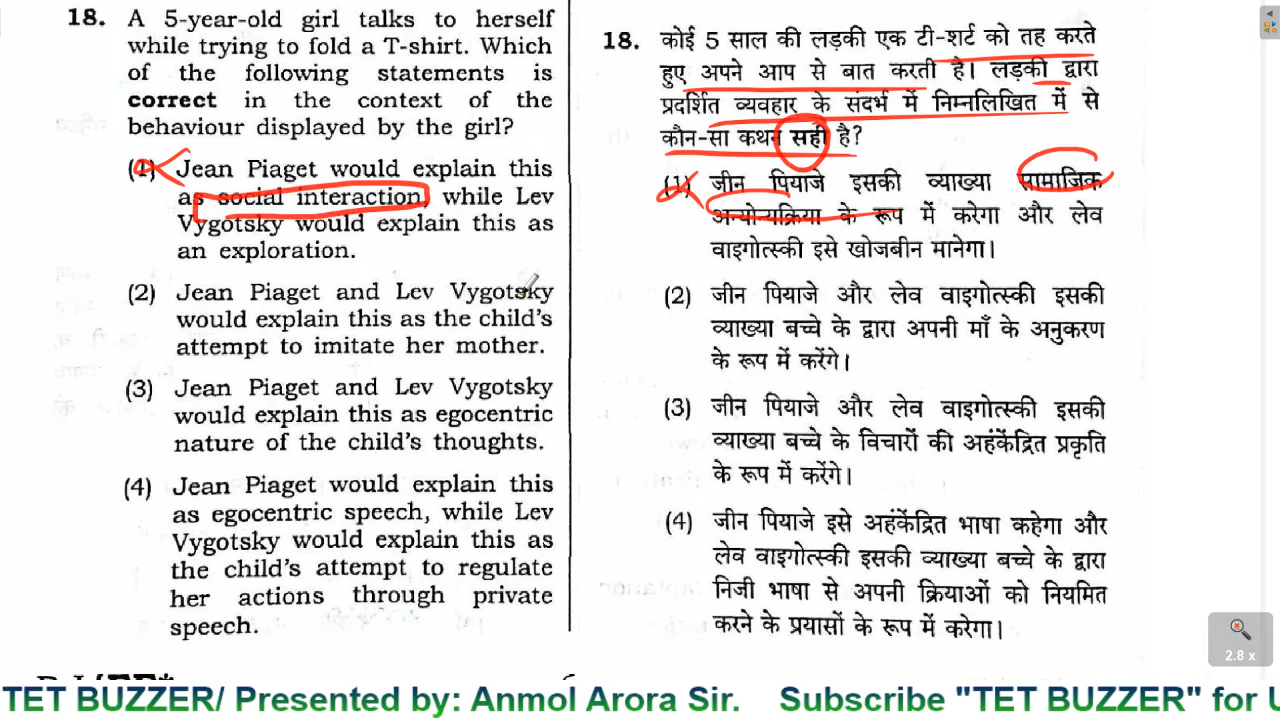 18. A 5-year-old girl talks to herself
while trying to fold a T-shirt. Which
of the following statements is
correct in the context of the
behaviour displayed by the girl?
(1) Jean Piaget would explain this
as social interaction, while Lev
Vygotsky would explain this as
an exploration.
(2) Jean Piaget and Lev Vygotsky
would explain this as the child's
attempt to imitate her mother.
(3) Jean Piaget and Lev Vygotsky
would explain this as egocentric
nature of the child's thoughts.
(4) Jean Piaget would explain this
as egocentric speech, while Lev
Vygotsky would explain this as
the child's attempt to regulate
her actions through private
speech.
18. कोई 5 साल की लड़की एक टी-शर्ट को तह करते
हुए अपने आप से बात करती है। लड़की द्वारा
प्रदर्शित व्यवहार के संदर्भ में निम्नलिखित में से
कौन-सा कथन सही है?
(1) जीन पियाजे इसकी व्याख्या सामाजिक
अन्योन्यक्रिया के रूप में करेगा और लेव
वाइगोत्स्की इसे खोजबीन मानेगा।
(2) जीन पियाजे और लेव वाइगोत्स्की इसकी
व्याख्या बच्चे के द्वारा अपनी माँ के अनुकरण
के रूप में करेंगे।
(3) जीन पियाजे और लेव वाइगोत्स्की इसकी
व्याख्या बच्चे के विचारों की अहंकेंद्रित प्रकृति
के रूप में करेंगे।
(4) जीन पियाजे इसे अहंकेंद्रित भाषा कहेगा और
लेव वाइगोत्स्की इसकी व्याख्या बच्चे के द्वारा
निजी भाषा से अपनी क्रियाओं को नियमित
करने के प्रयासों के रूप में करेगा।
2.8 x
TET BUZZER/ Presented by: Anmol Arora Sir. Subscribe "TET BUZZER" for